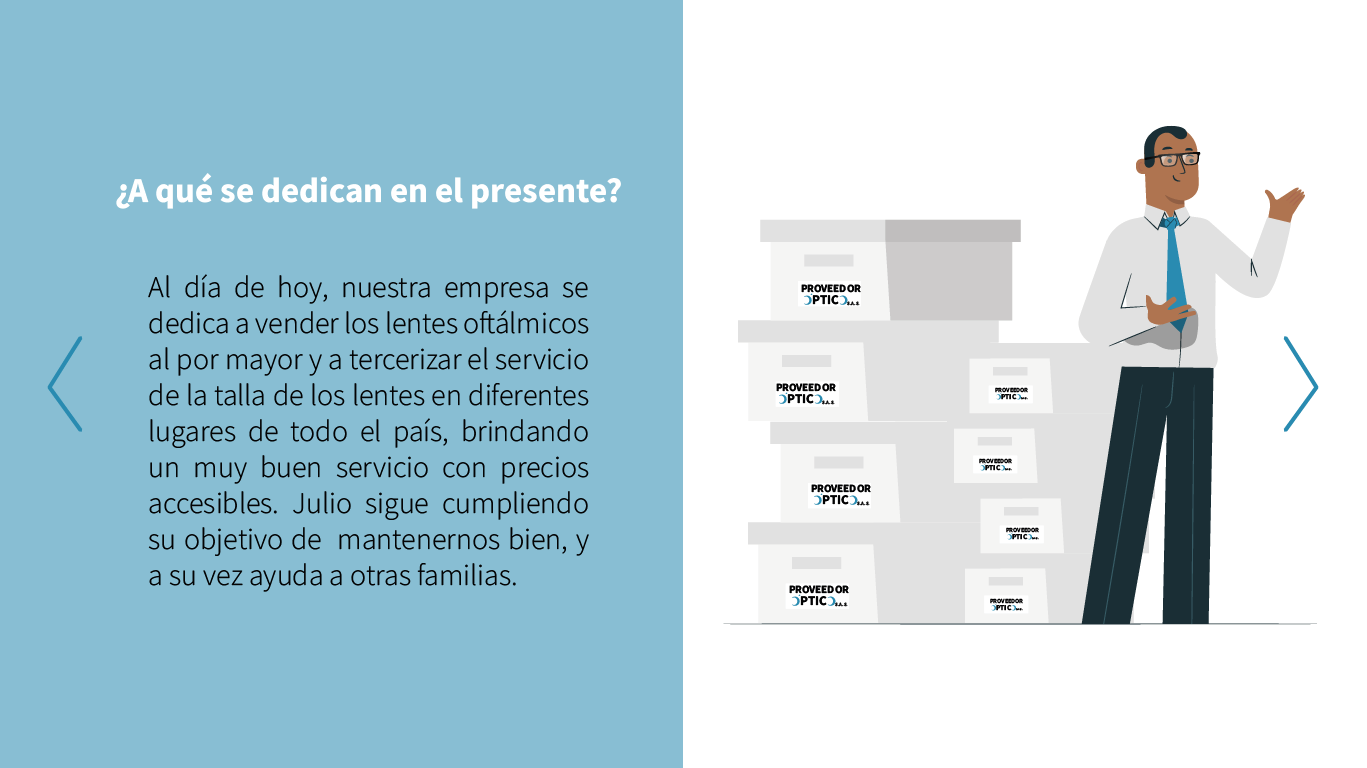 ¿A qué se dedican en el presente?
Al día de hoy, nuestra empresa se
dedica a vender los lentes oftálmicos
al por mayor y a tercerizar el servicio
de la talla de los lentes en diferentes
lugares de todo el país, brindando
un muy buen servicio con precios
accesibles. Julio sigue cumpliendo
su objetivo de mantenernos bien, y
a su vez ayuda a otras familias.
PROVEEDOR
OPTICO S.A.S.
PROVEEDOR
OPTICO S.A.S.
PROVEEDOR
OPTICO S.A.S.
PROVEEDOR
OPTICO S.A.S.
PROVEEDOR
OPTICO
PROVEEDOR
OPTICO
PROVEEDOR
OPTICO
PROVEEDOR
OPTICO